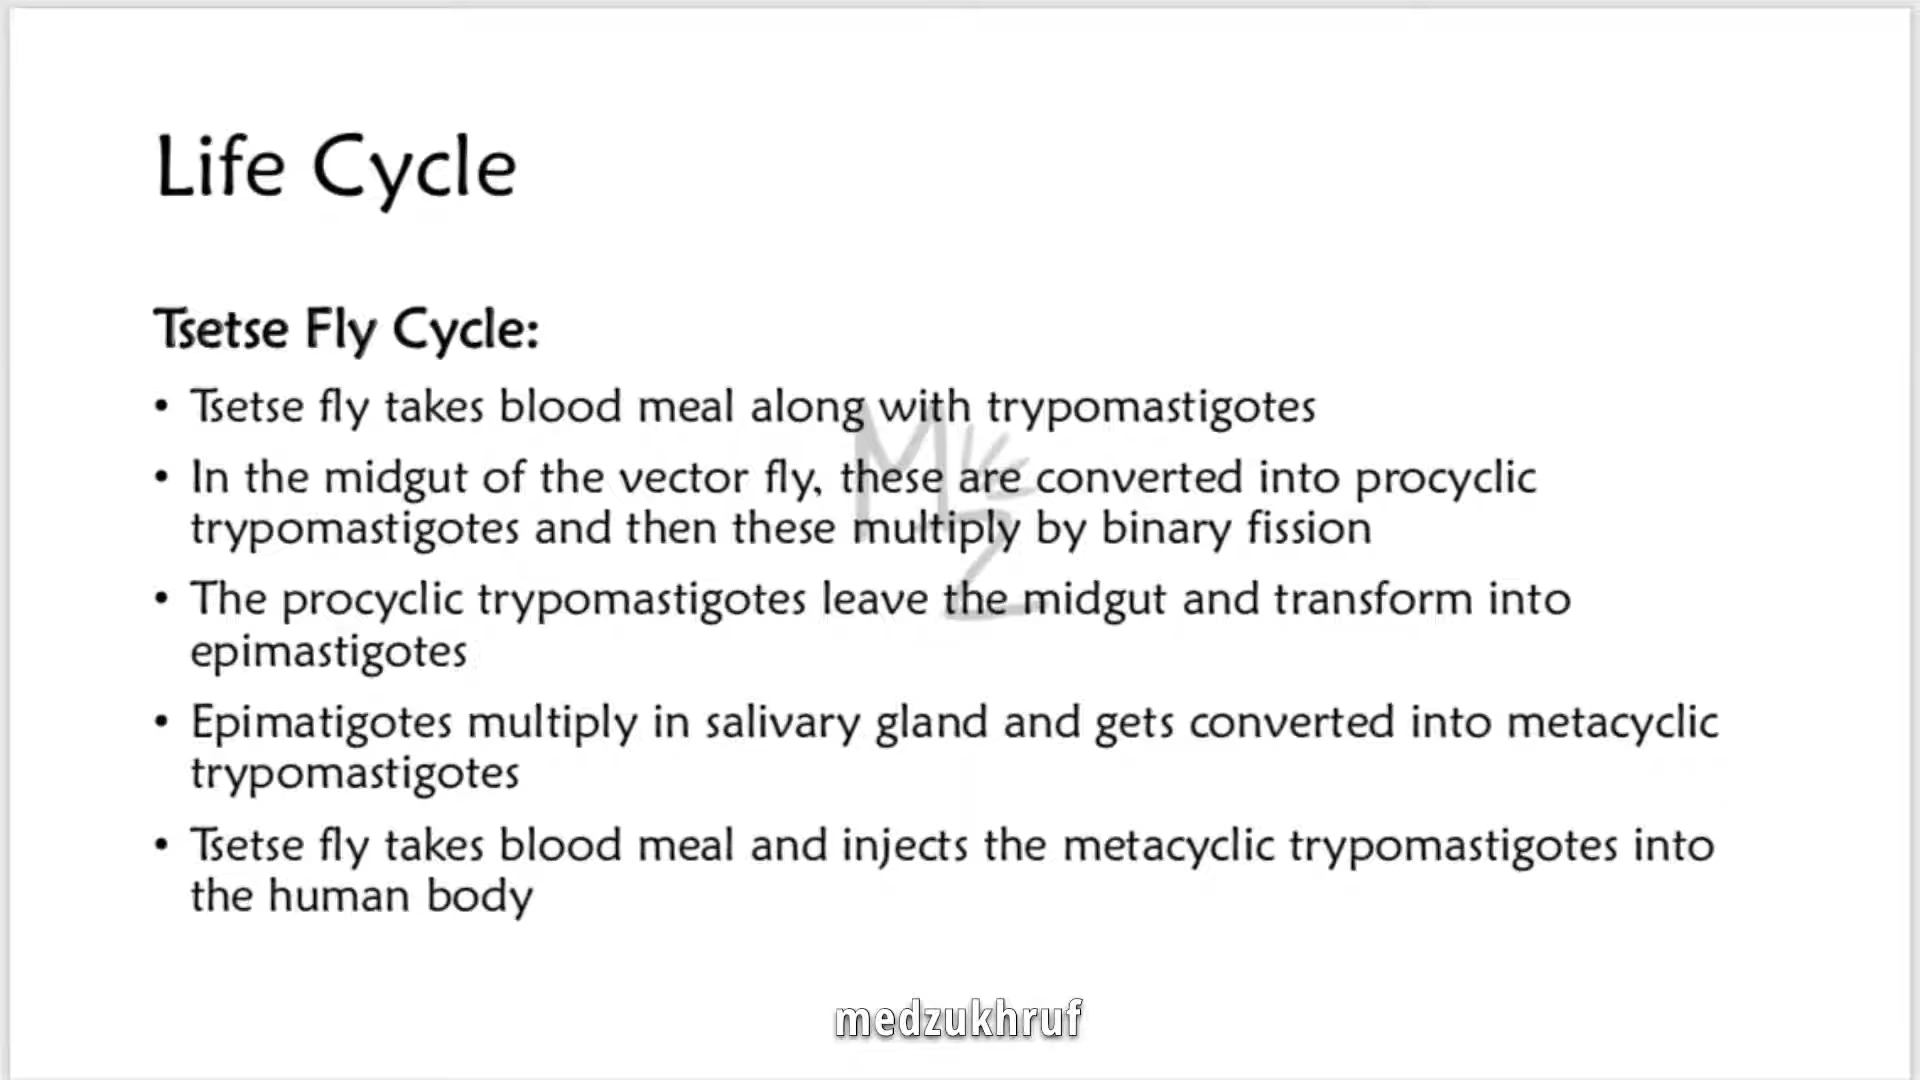 Life Cycle
Tsetse Fly Cycle:
• Tsetse fly takes blood meal along with trypomastigotes
• In the midgut of the vector fly, these are converted into procyclic
trypomastigotes and then these multiply by binary fission
• The procyclic trypomastigotes leave the midgut and transform into
epimastigotes
• Epimatigotes multiply in salivary gland and gets converted into metacyclic
trypomastigotes
• Tsetse fly takes blood meal and injects the metacyclic trypomastigotes into
the human body
medzukhruf